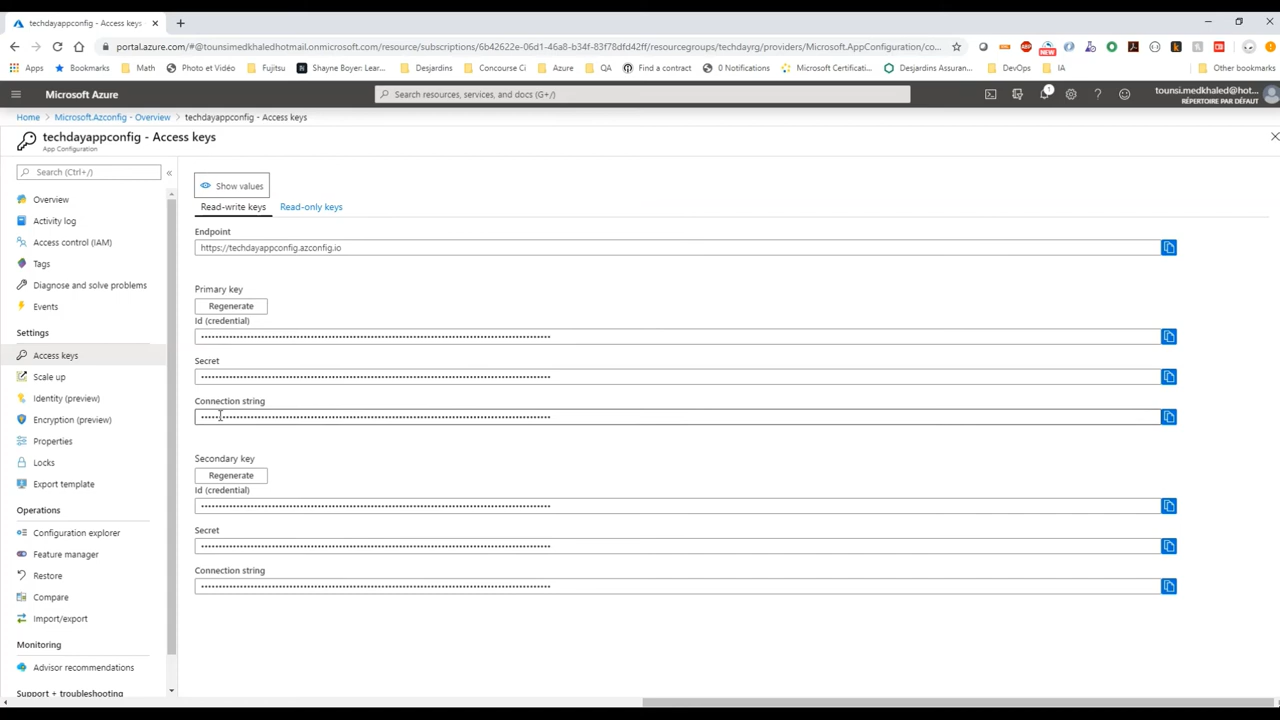 techdayappconfig - Access keys
portal.azure.com/#@tounsimedkhaledhotmail.onmicrosoft.com/resource/subscriptions/6b42622e-06d1-46a8-b34f-83f78dfd42ff/resourcegroups/techdayrg/providers/Microsoft.AppConfiguration/co...
Apps
Bookmarks
Math
Photo et Vidéo
Fujitsu
Shayne Boyer: Lear...
Desjardins
Concourse Ci
Azure
QA
Find a contract
0 Notifications
Microsoft Certificati...
Desjardins Assuran...
DevOps
IA
Other bookmarks
Microsoft Azure
Search resources, services, and docs (G+/)
1
tounsi.medkhaled@hot...
RÉPERTOIRE PAR DÉFAUT
Home > Microsoft.Azconfig - Overview > techdayappconfig - Access keys
techdayappconfig - Access keys
App Configuration
Search (Ctrl+/)
Overview
Activity log
Access control (IAM)
Tags
Diagnose and solve problems
Events
Settings
Access keys
Scale up
Identity (preview)
Encryption (preview)
Properties
Locks
Export template
Operations
Configuration explorer
Feature manager
Restore
Compare
Import/export
Monitoring
Advisor recommendations
Support + troubleshooting
Show values
Read-write keys
Read-only keys
Endpoint
https://techdayappconfig.azconfig.io
Primary key
Regenerate
Id (credential)
Secret
Connection string
Secondary key
Regenerate
Id (credential)
Secret
Connection string